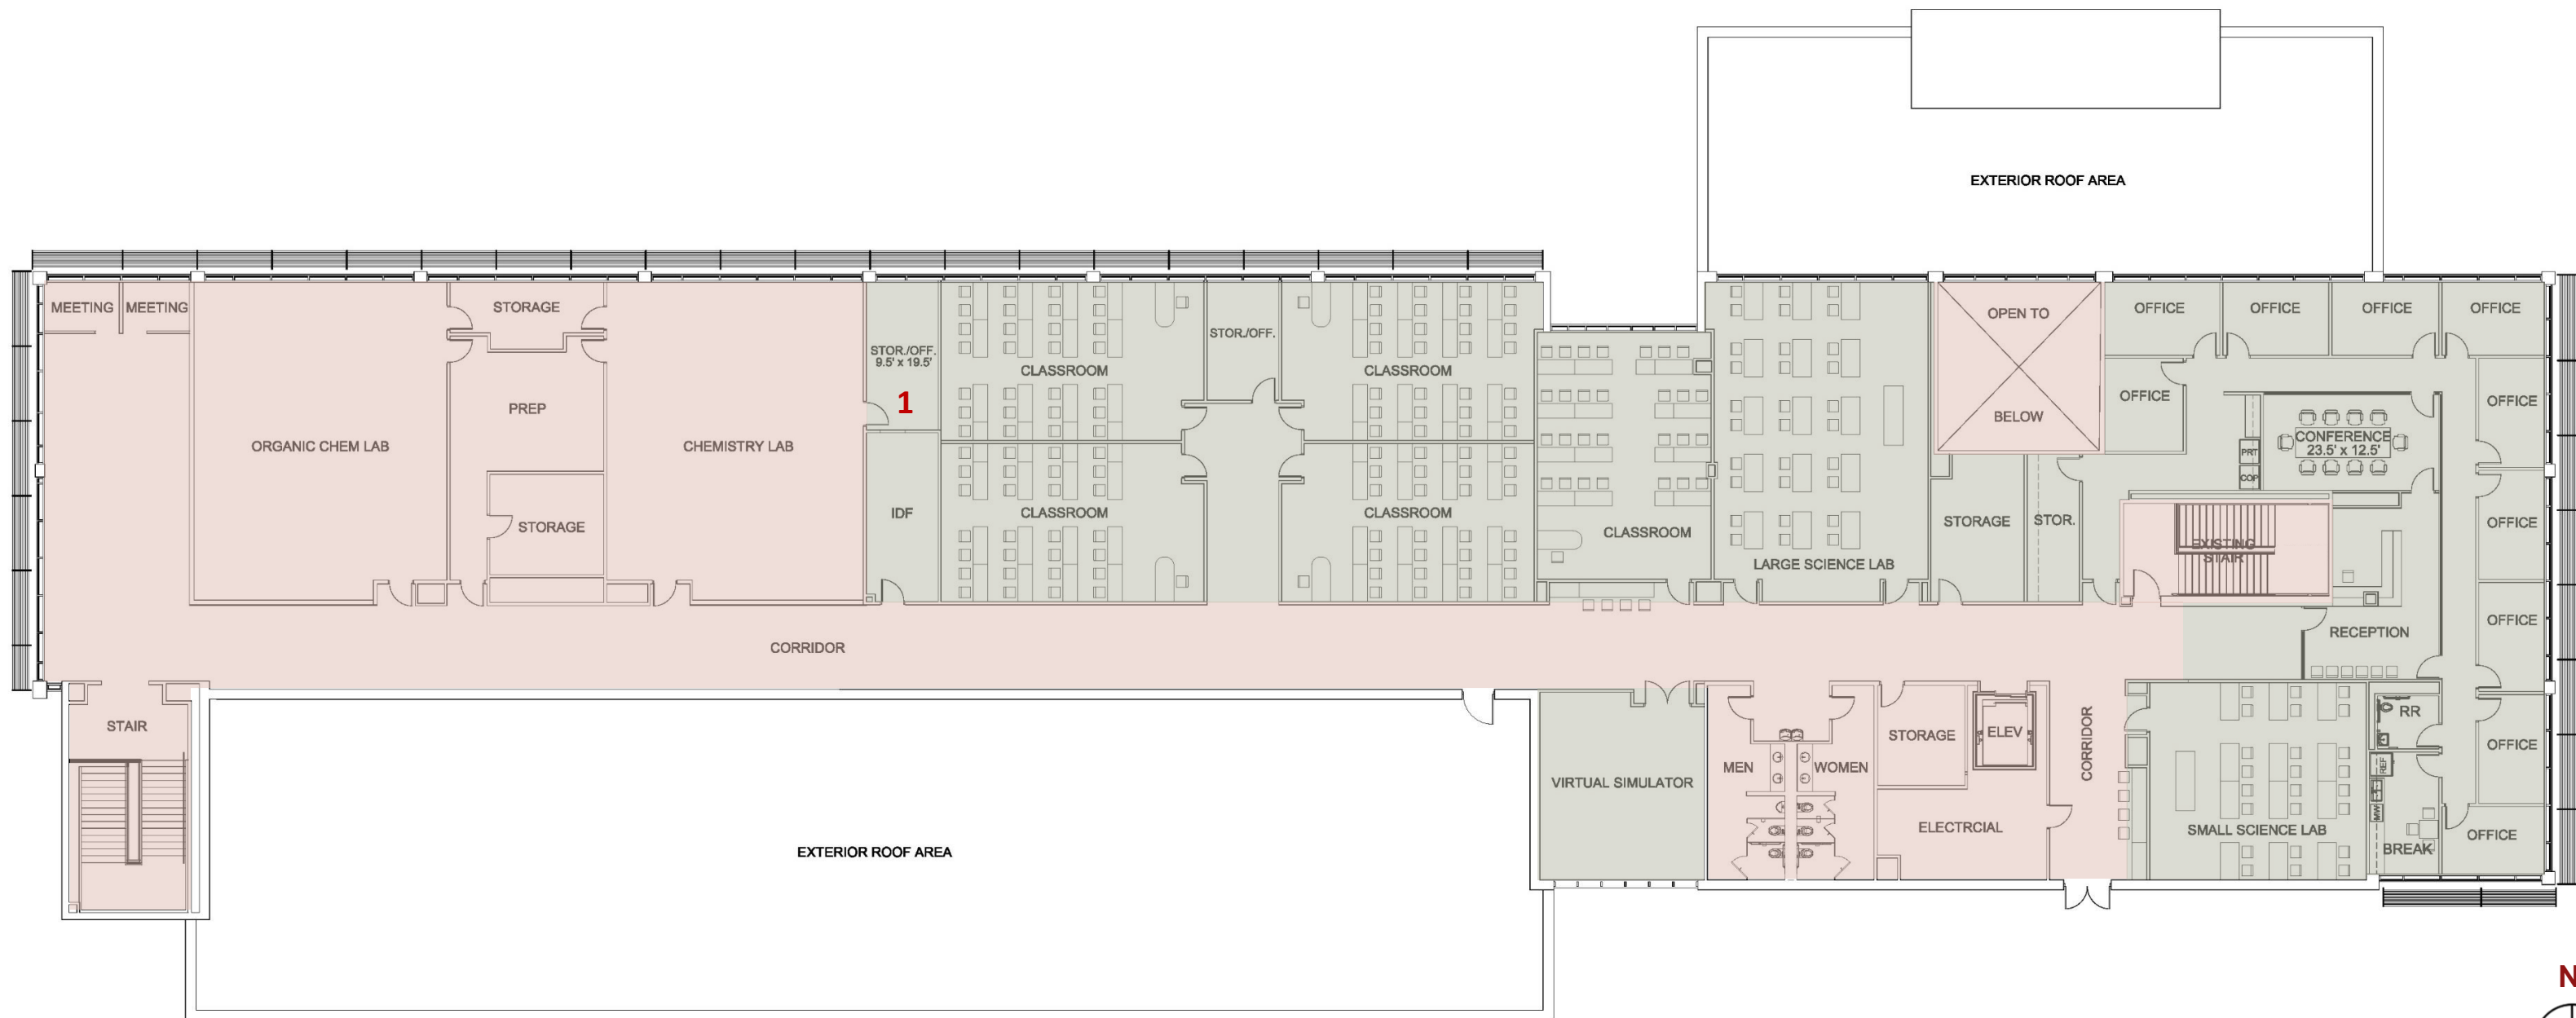 EXTERIOR ROOF AREA
MEETING
MEETING
STORAGE
STOR./OFF.
9.5' x 19.5'
1
STOR./OFF.
CLASSROOM
CLASSROOM
OPEN TO
BELOW
OFFICE
OFFICE
OFFICE
OFFICE
OFFICE
OFFICE
PREP
ORGANIC CHEM LAB
CHEMISTRY LAB
CONFERENCE
23.5' x 12.5'
PRT
COP
STORAGE
IDF
CLASSROOM
CLASSROOM
CLASSROOM
LARGE SCIENCE LAB
STORAGE
STOR.
EXISTING
STAIR
OFFICE
OFFICE
RECEPTION
CORRIDOR
STAIR
VIRTUAL SIMULATOR
MEN
WOMEN
STORAGE
ELEV
CORRIDOR
RR
REF
MW
OFFICE
ELECTRCIAL
SMALL SCIENCE LAB
BREAK
OFFICE
EXTERIOR ROOF AREA
N